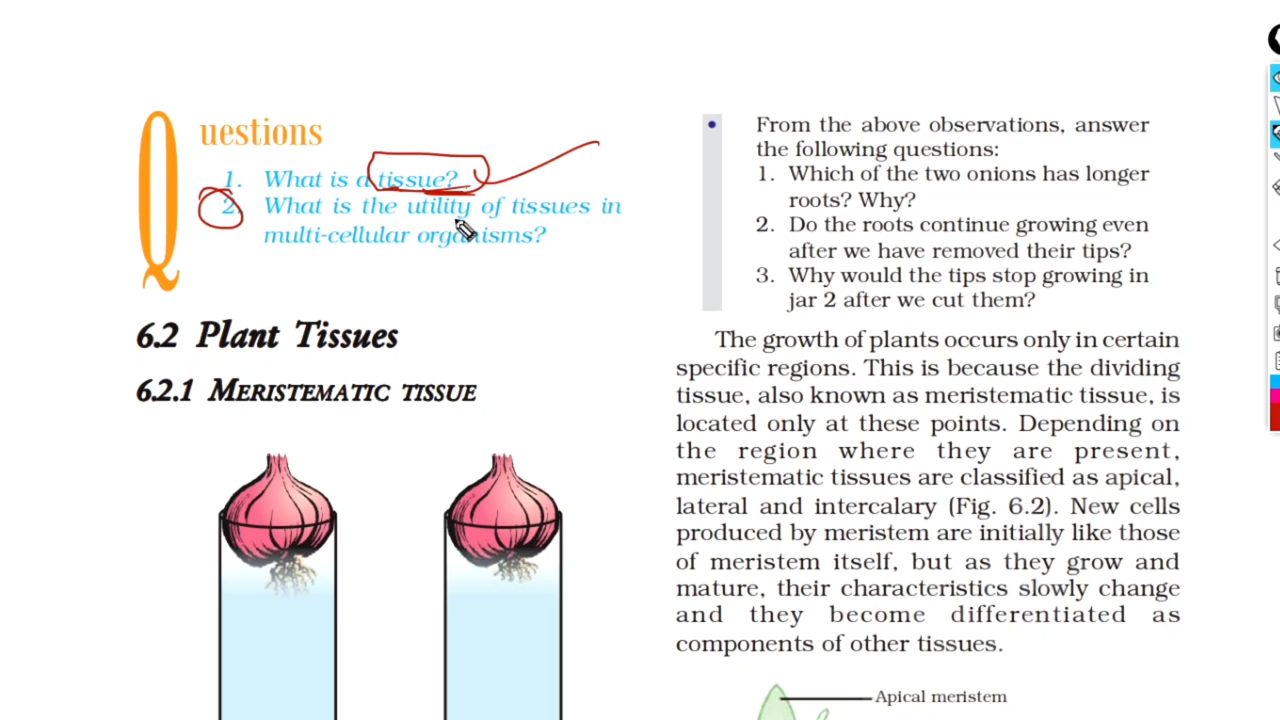 Questions
1. What is a tissue?
2. What is the utility of tissues in
multi-cellular organisms?
6.2 Plant Tissues
6.2.1 MERISTEMATIC TISSUE
• From the above observations, answer
the following questions:
1. Which of the two onions has longer
roots? Why?
2. Do the roots continue growing even
after we have removed their tips?
3. Why would the tips stop growing in
jar 2 after we cut them?
The growth of plants occurs only in certain
specific regions. This is because the dividing
tissue, also known as meristematic tissue, is
located only at these points. Depending on
the region where they are present,
meristematic tissues are classified as apical,
lateral and intercalary (Fig. 6.2). New cells
produced by meristem are initially like those
of meristem itself, but as they grow and
mature, their characteristics slowly change
and they become differentiated as
components of other tissues.
Apical meristem